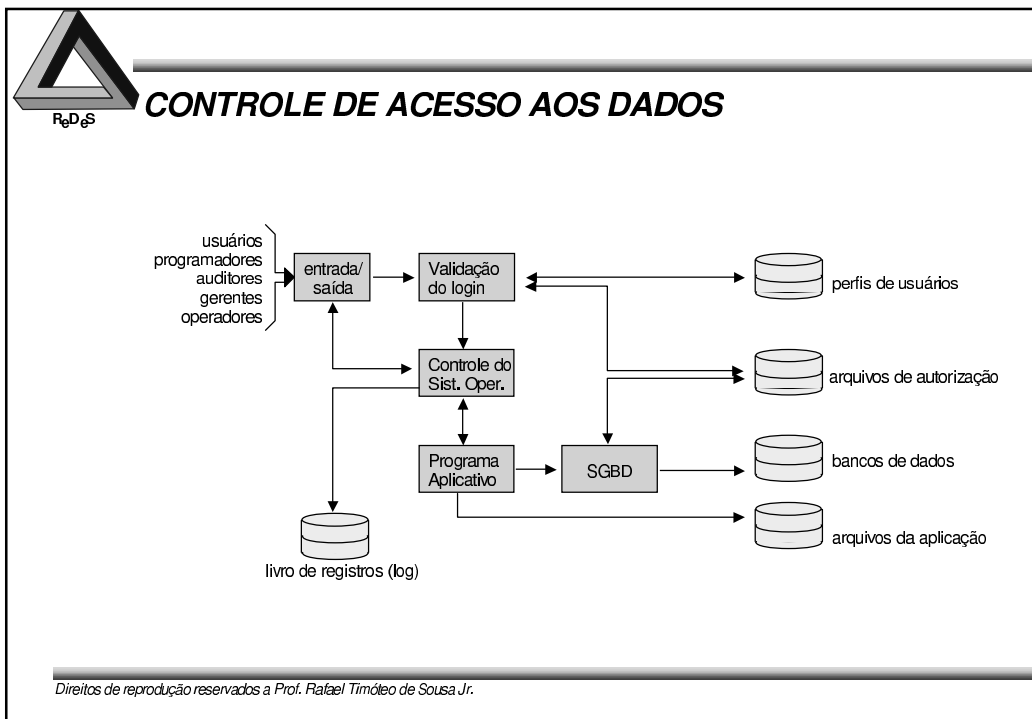 ReDeS
CONTROLE DE ACESSO AOS DADOS
usuários
programadores
auditores
gerentes
operadores
entrada/
saída
Validação
do login
perfis de usuários
Controle do
Sist. Oper.
arquivos de autorização
Programa
Aplicativo
SGBD
bancos de dados
arquivos da aplicação
livro de registros (log)
Direitos de reprodução reservados a Prof. Rafael Timóteo de Sousa Jr.